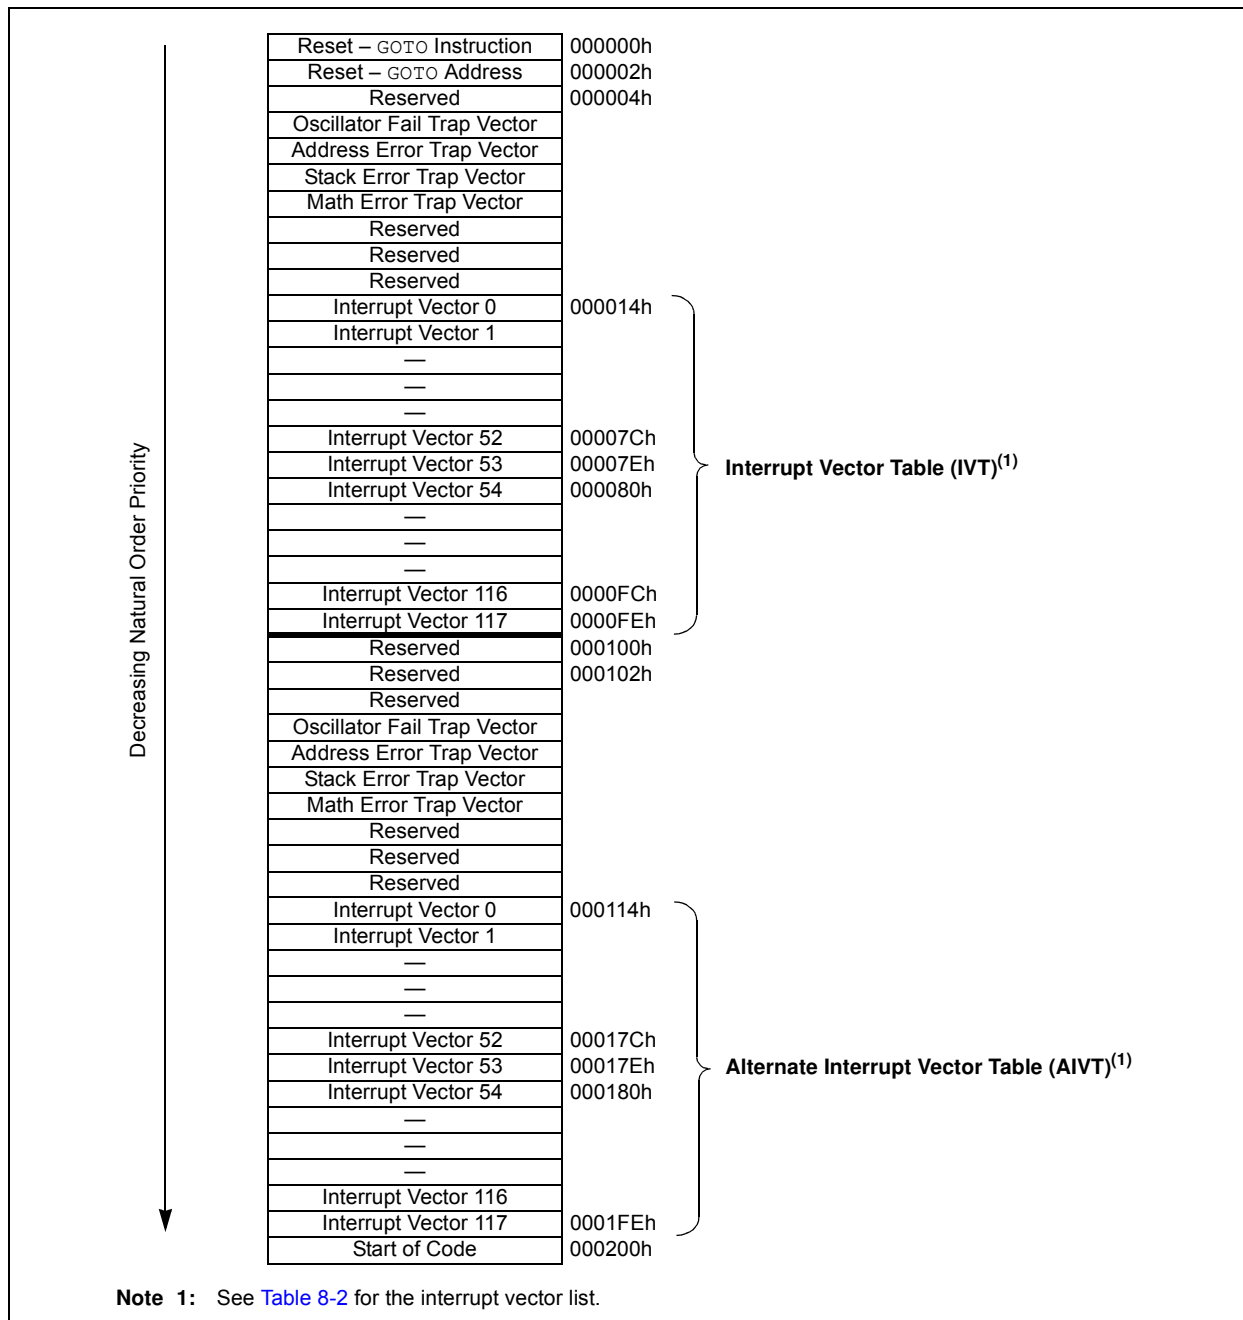 Reset – GOTO Instruction 000000h
Reset – GOTO Address 000002h
Reserved 000004h
Oscillator Fail Trap Vector
Address Error Trap Vector
Stack Error Trap Vector
Math Error Trap Vector
Reserved
Reserved
Reserved
Interrupt Vector 0 000014h
Interrupt Vector 1
—
—
—
Interrupt Vector 52 00007Ch
Interrupt Vector 53 00007Eh
Interrupt Vector 54 000080h
—
—
—
Interrupt Vector 116 0000FCh
Interrupt Vector 117 0000FEh
Interrupt Vector Table (IVT)(1)
Decreasing Natural Order Priority
Reserved 000100h
Reserved 000102h
Reserved
Oscillator Fail Trap Vector
Address Error Trap Vector
Stack Error Trap Vector
Math Error Trap Vector
Reserved
Reserved
Reserved
Interrupt Vector 0 000114h
Interrupt Vector 1
—
—
—
Interrupt Vector 52 00017Ch
Interrupt Vector 53 00017Eh
Interrupt Vector 54 000180h
—
—
—
Interrupt Vector 116
Interrupt Vector 117 0001FEh
Alternate Interrupt Vector Table (AIVT)(1)
Start of Code 000200h
Note 1: See Table 8-2 for the interrupt vector list.